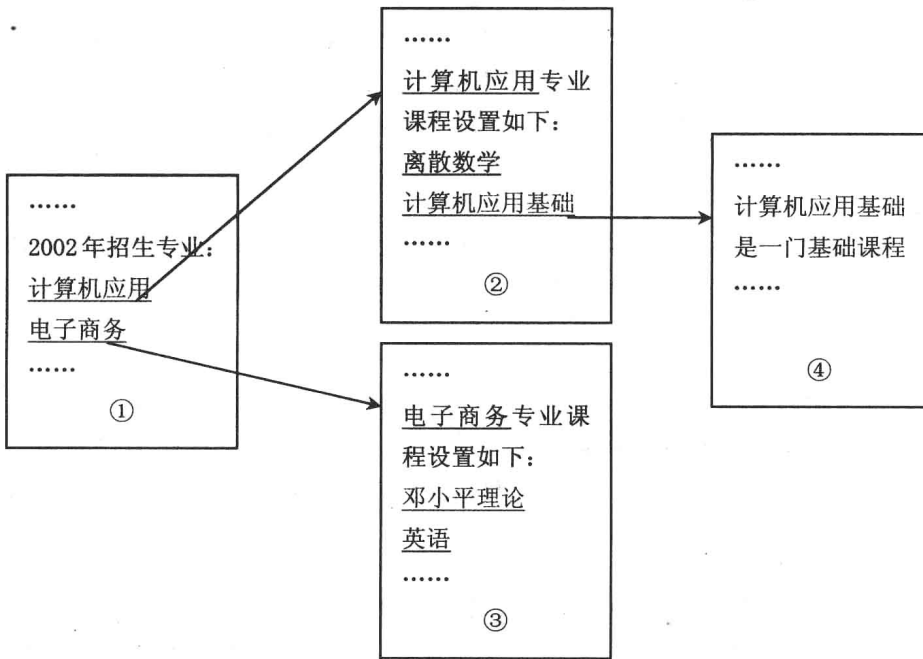 ……
2002年招生专业：
计算机应用
电子商务
……
①
……
计算机应用专业
课程设置如下：
离散数学
计算机应用基础
……
②
……
电子商务专业课
程设置如下：
邓小平理论
英语
……
③
……
计算机应用基础
是一门基础课程
……
④